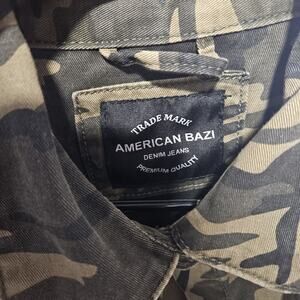 TRADE MARK
AMERICAN BAZI
DENIM JEANS
PREMIUM QUALITY